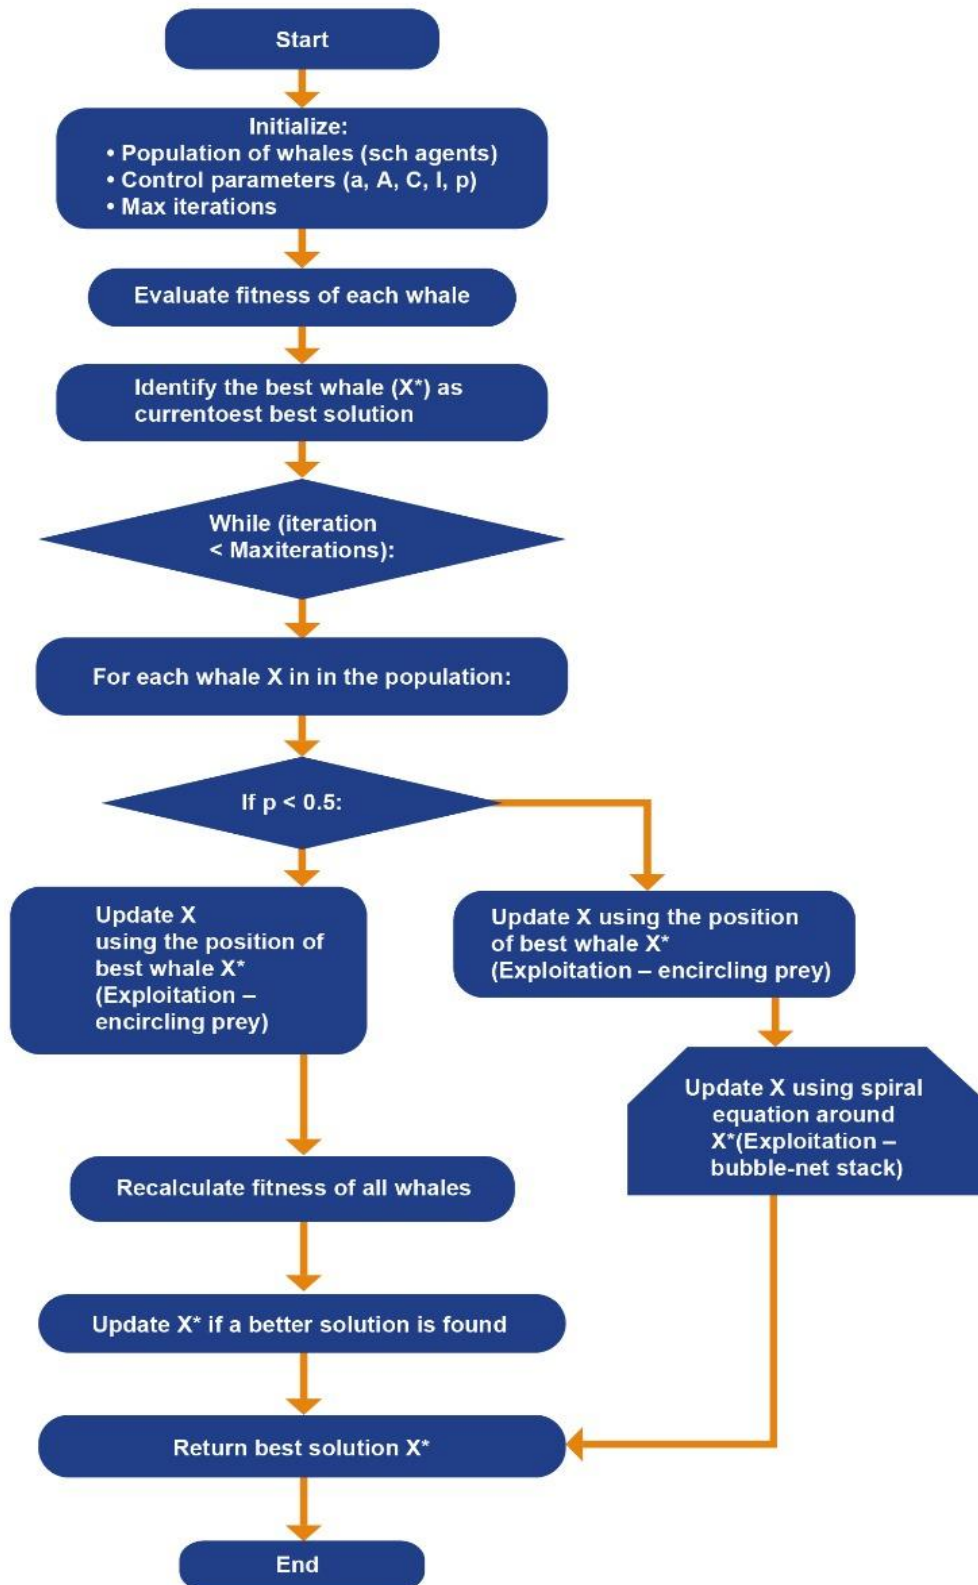 Start
Initialize:
• Population of whales (sch agents)
• Control parameters (a, A, C, l, p)
• Max iterations
Evaluate fitness of each whale
Identify the best whale (X*) as
currentoest best solution
While (iteration
< Maxiterations):
For each whale X in in the population:
If p < 0.5:
Update X
using the position of
best whale X*
(Exploitation –
encircling prey)
Update X using the position
of best whale X*
(Exploitation – encircling prey)
Update X using spiral
equation around
X*(Exploitation –
bubble-net stack)
Recalculate fitness of all whales
Update X* if a better solution is found
Return best solution X*
End